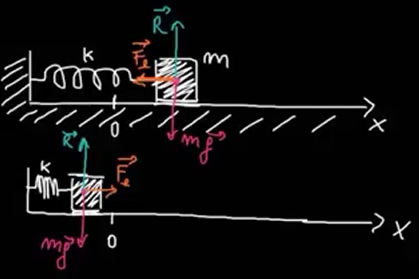 R⃗
K F⃗ₑ m
0 mg⃗ x
R⃗
K F⃗ₑ
mg⃗ 0 x